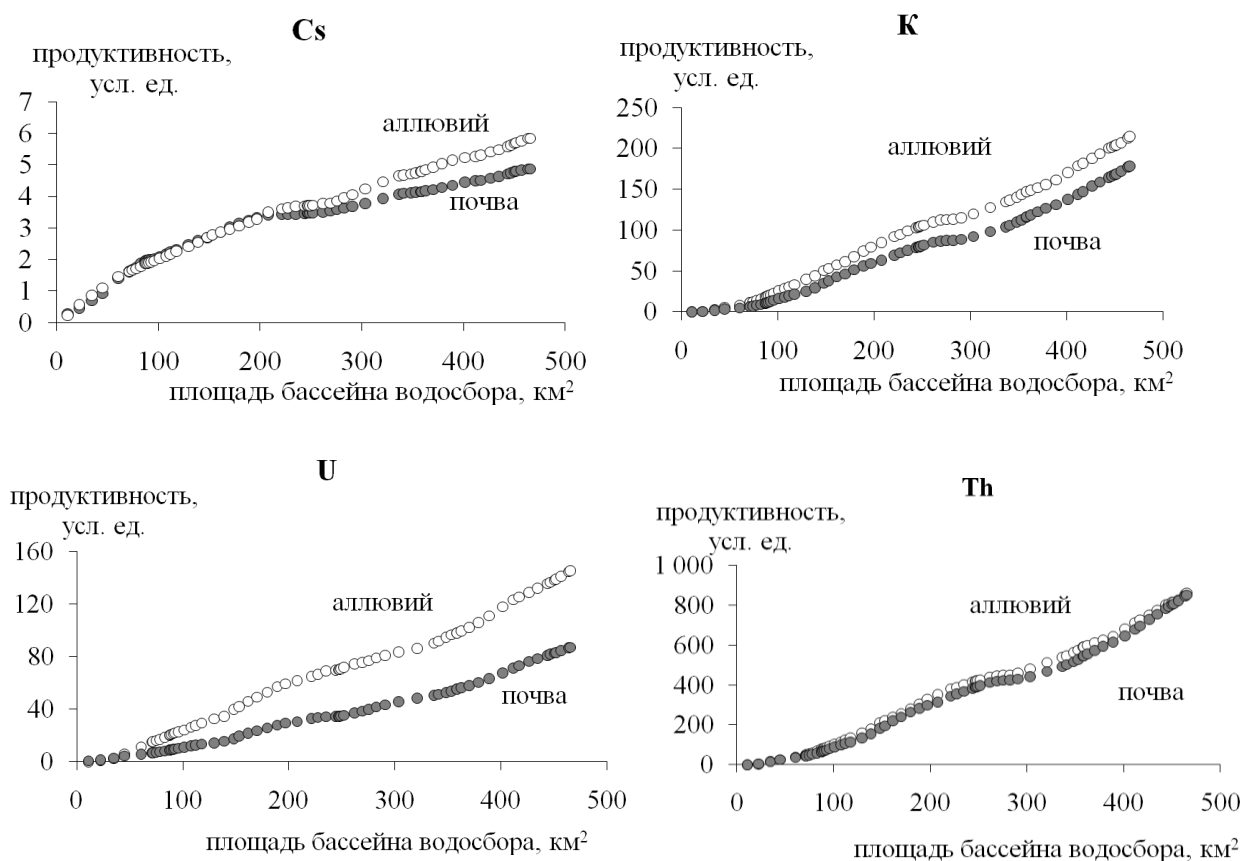 Cs
продуктивность,
усл. ед.
7
6
5
4
3
2
1
0
аллювий
почва
0 100 200 300 400 500
площадь бассейна водосбора, км²
К
продуктивность,
усл. ед.
250
200
150
100
50
0
аллювий
почва
0 100 200 300 400 500
площадь бассейна водосбора, км²
U
продуктивность,
усл. ед.
160
120
80
40
0
аллювий
почва
0 100 200 300 400 500
площадь бассейна водосбора, км²
Th
продуктивность,
усл. ед.
1 000
800
600
400
200
0
аллювий
почва
0 100 200 300 400 500
площадь бассейна водосбора, км²